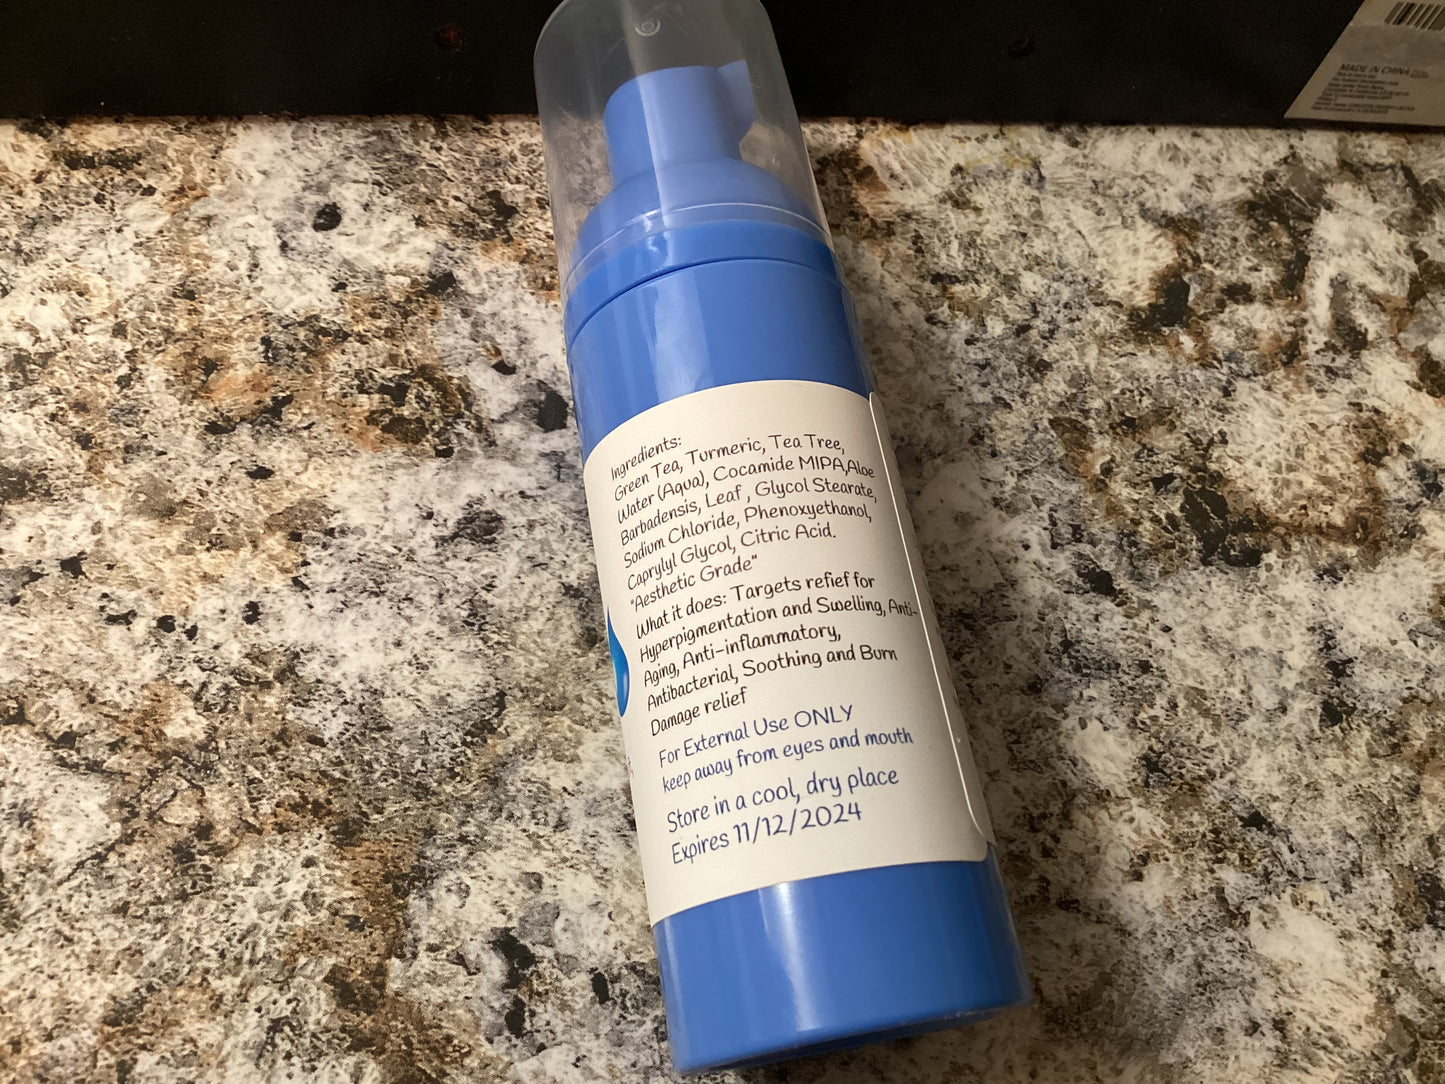 MADE IN CHINA
Ingredients:
Green Tea, Turmeric, Tea Tree,
Water (Aqua), Cocamide MIPA,Aloe
Barbadensis, Leaf , Glycol Stearate,
Sodium Chloride, Phenoxyethanol,
Caprylyl Glycol, Citric Acid.
"Aesthetic Grade"
What it does: Targets refief for
Hyperpigmentation and Swelling, Anti-
Aging, Anti-inflammatory,
Antibacterial, Soothing and Burn
Damage relief
For External Use ONLY
keep away from eyes and mouth
Store in a cool, dry place
Expires 11/12/2024